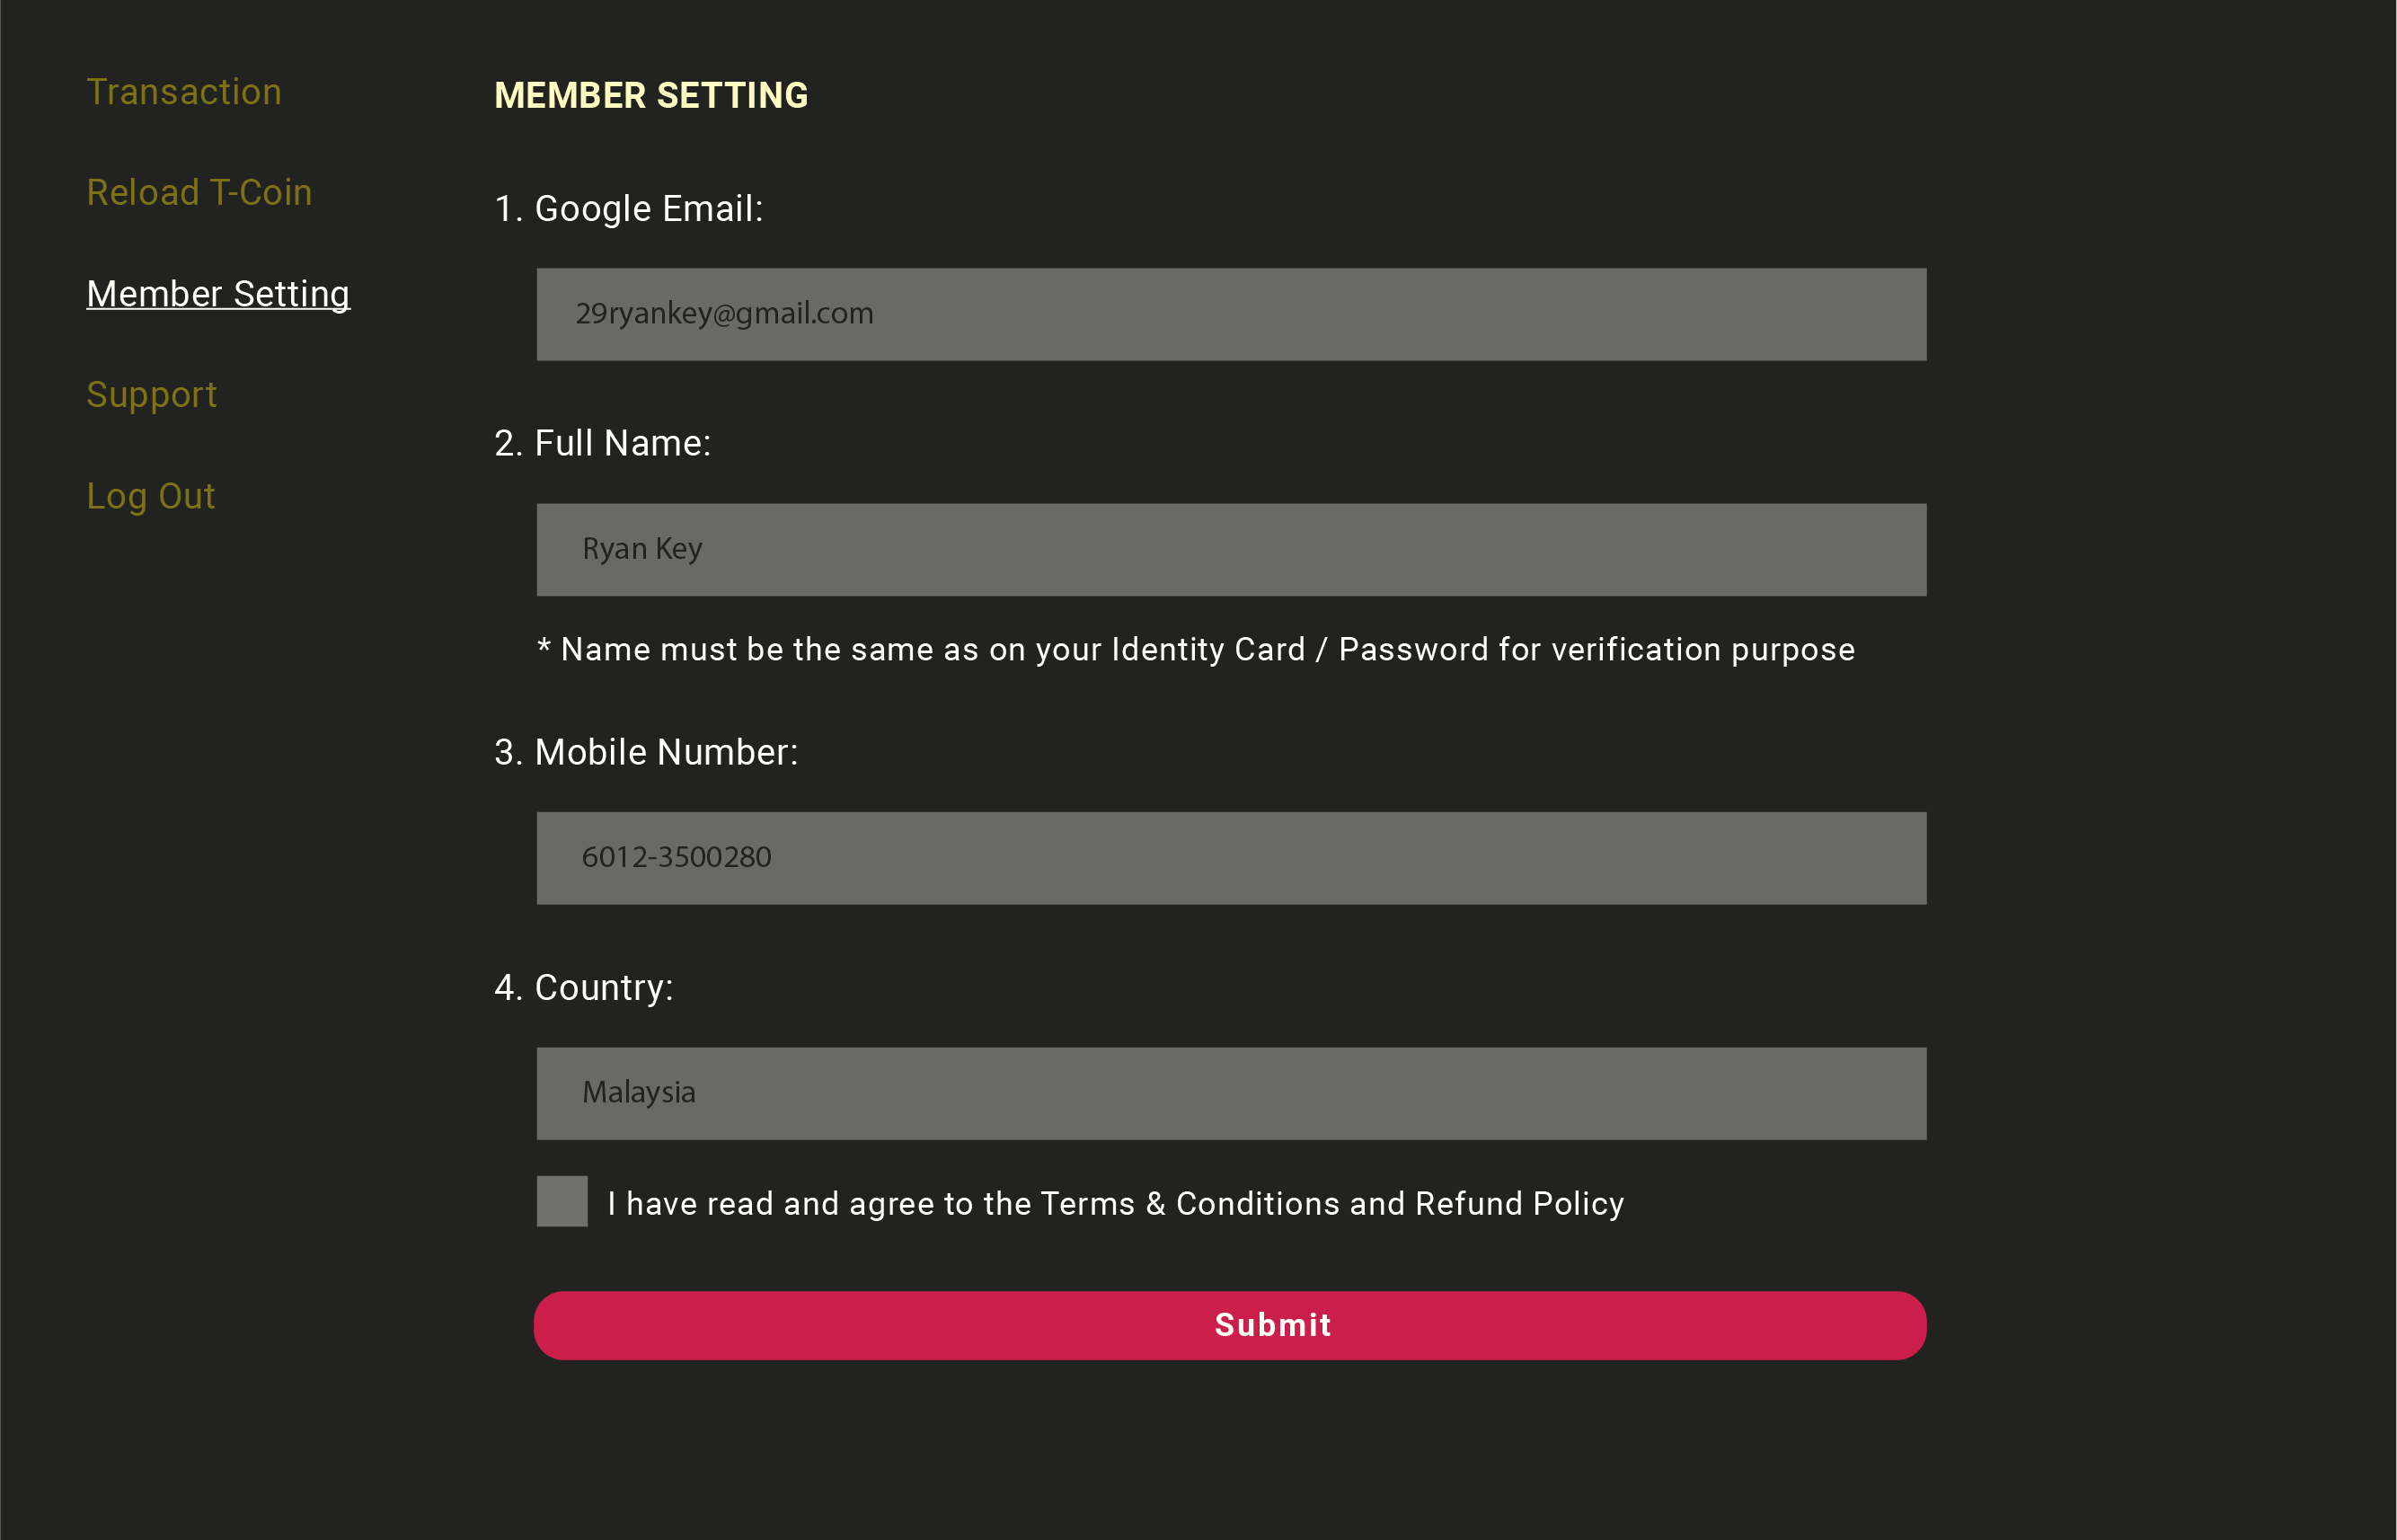 Transaction
Reload T-Coin
Member Setting
Support
Log Out
MEMBER SETTING
1. Google Email:
29ryankey@gmail.com
2. Full Name:
Ryan Key
* Name must be the same as on your Identity Card / Password for verification purpose
3. Mobile Number:
6012-3500280
4. Country:
Malaysia
I have read and agree to the Terms & Conditions and Refund Policy
Submit